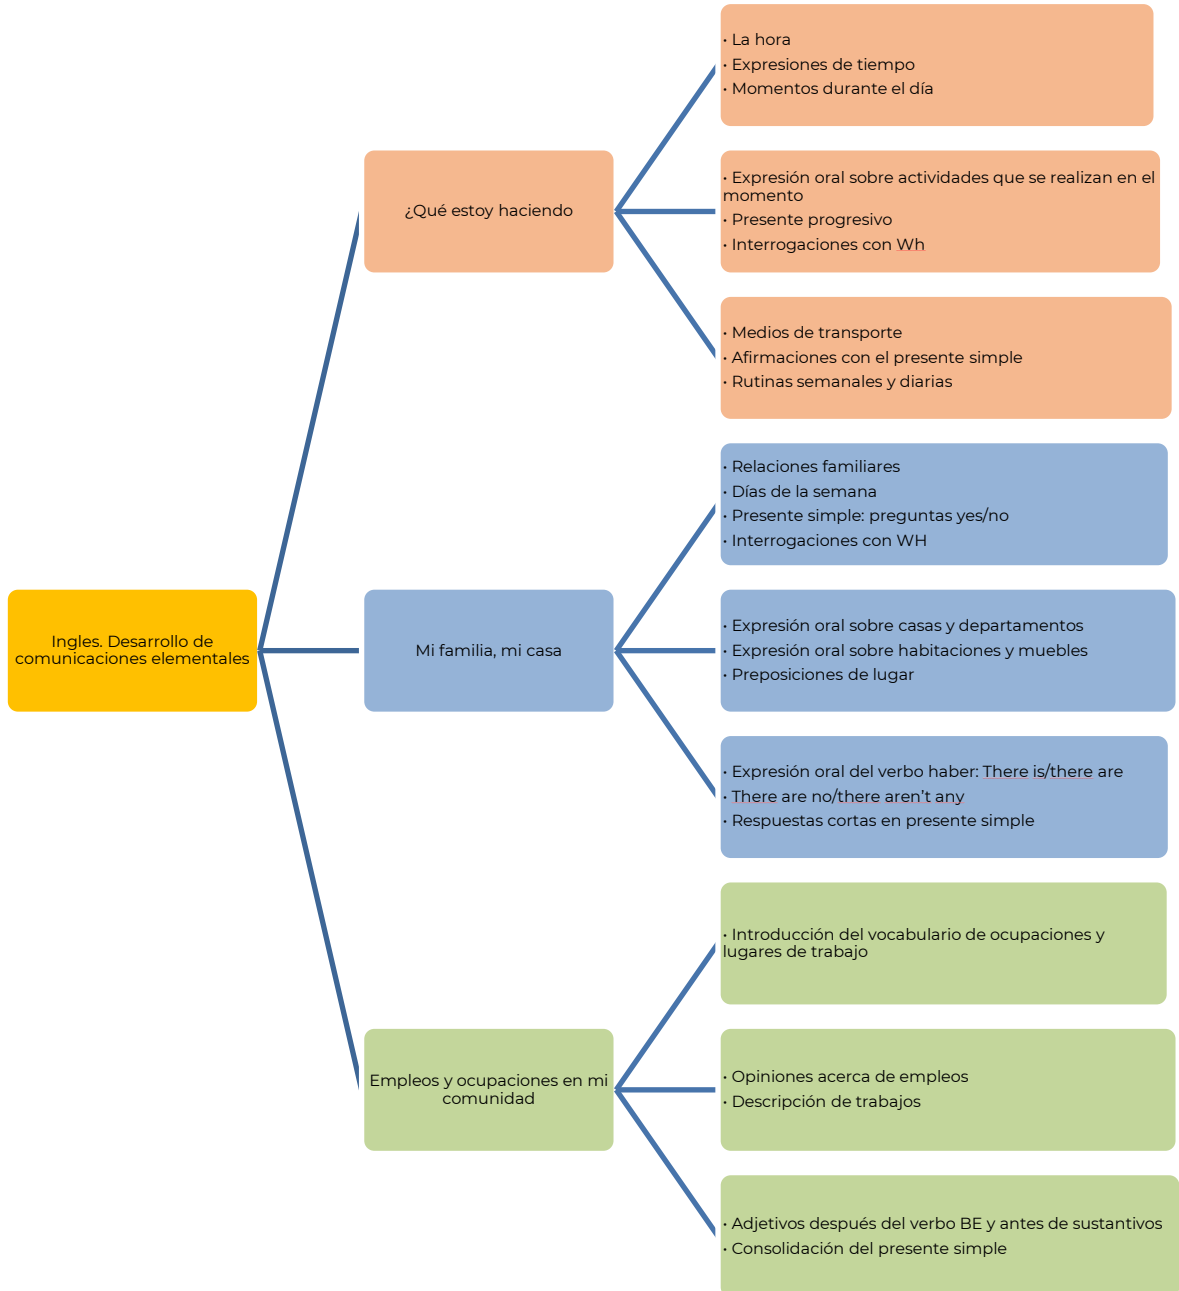 • La hora
• Expresiones de tiempo
• Momentos durante el día
• Expresión oral sobre actividades que se realizan en el
momento
• Presente progresivo
• Interrogaciones con Wh
¿Qué estoy haciendo
• Medios de transporte
• Afirmaciones con el presente simple
• Rutinas semanales y diarias
• Relaciones familiares
• Días de la semana
• Presente simple: preguntas yes/no
• Interrogaciones con WH
Ingles. Desarrollo de
comunicaciones elementales
Mi familia, mi casa
• Expresión oral sobre casas y departamentos
• Expresión oral sobre habitaciones y muebles
• Preposiciones de lugar
• Expresión oral del verbo haber: There is/there are
• There are no/there aren’t any
• Respuestas cortas en presente simple
• Introducción del vocabulario de ocupaciones y
lugares de trabajo
Empleos y ocupaciones en mi
comunidad
• Opiniones acerca de empleos
• Descripción de trabajos
• Adjetivos después del verbo BE y antes de sustantivos
• Consolidación del presente simple